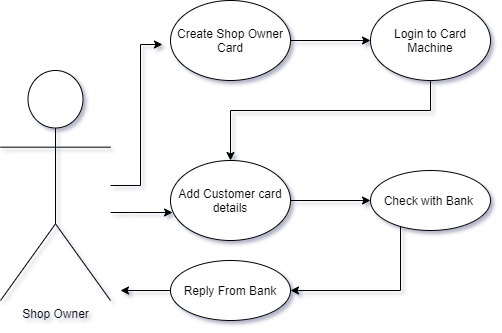 Create Shop Owner
Card
Login to Card
Machine
Add Customer card
details
Check with Bank
Reply From Bank
Shop Owner